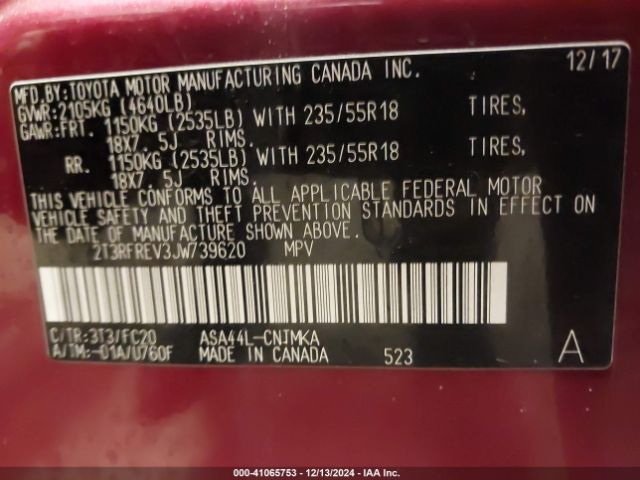 MFD.BY:TOYOTA MOTOR MANUFACTURING CANADA INC. 12/17
GVWR:2105KG (4640LB)
GAWR:FRT. 1150KG (2535LB) WITH 235/55R18 TIRES,
18X7. 5J RIMS.
RR. 1150KG (2535LB) WITH 235/55R18 TIRES,
18X7. 5J RIMS.
THIS VEHICLE CONFORMS TO ALL APPLICABLE FEDERAL MOTOR
VEHICLE SAFETY AND THEFT PREVENTION STANDARDS IN EFFECT ON
THE DATE OF MANUFACTURE SHOWN ABOVE.
2T3RFREV3JW739620 MPV
C/TR:3T3/FC20 ASA44L-CNTMKA
A/TM:-01A/U760F MADE IN CANADA 523 A
000-41065753 - 12/13/2024 - IAA Inc.